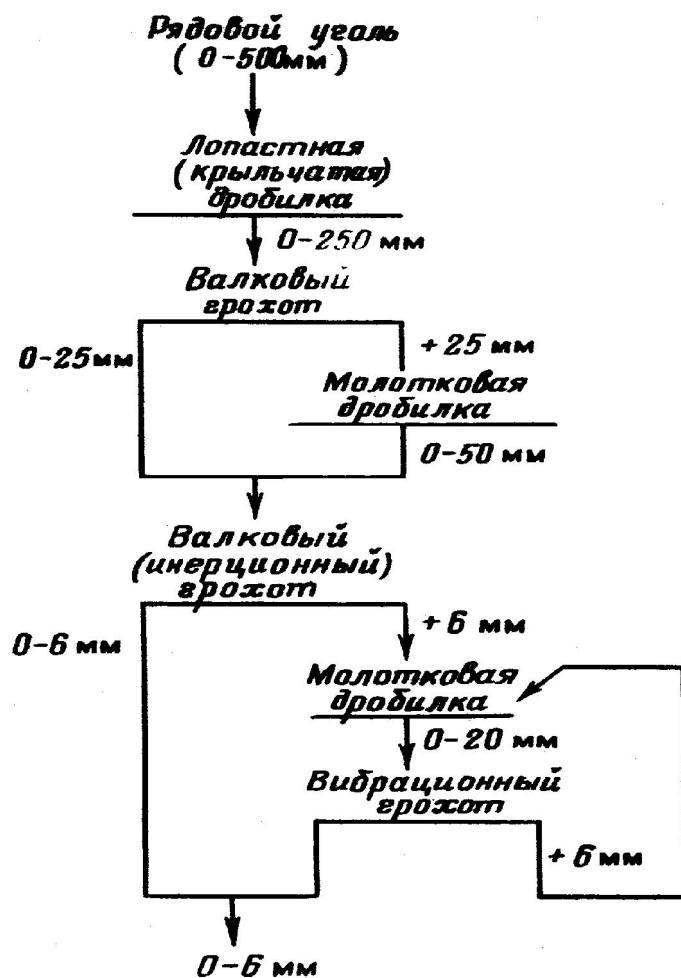 Рядовой уголь
(0-500мм)
Лопастная
(крыльчатая)
дробилка
0-250 мм
Валковый
грохот
0-25мм
+25 мм
Молотковая
дробилка
0-50 мм
Валковый
(инерционный)
грохот
0-6 мм
+6 мм
Молотковая
дробилка
0-20 мм
Вибрационный
грохот
+6 мм
0-6 мм